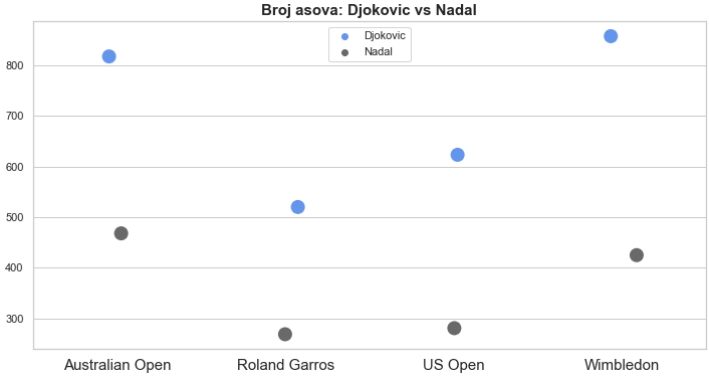 Broj asova: Djokovic vs Nadal
Djokovic
Nadal
800
700
600
500
400
300
Australian Open
Roland Garros
US Open
Wimbledon